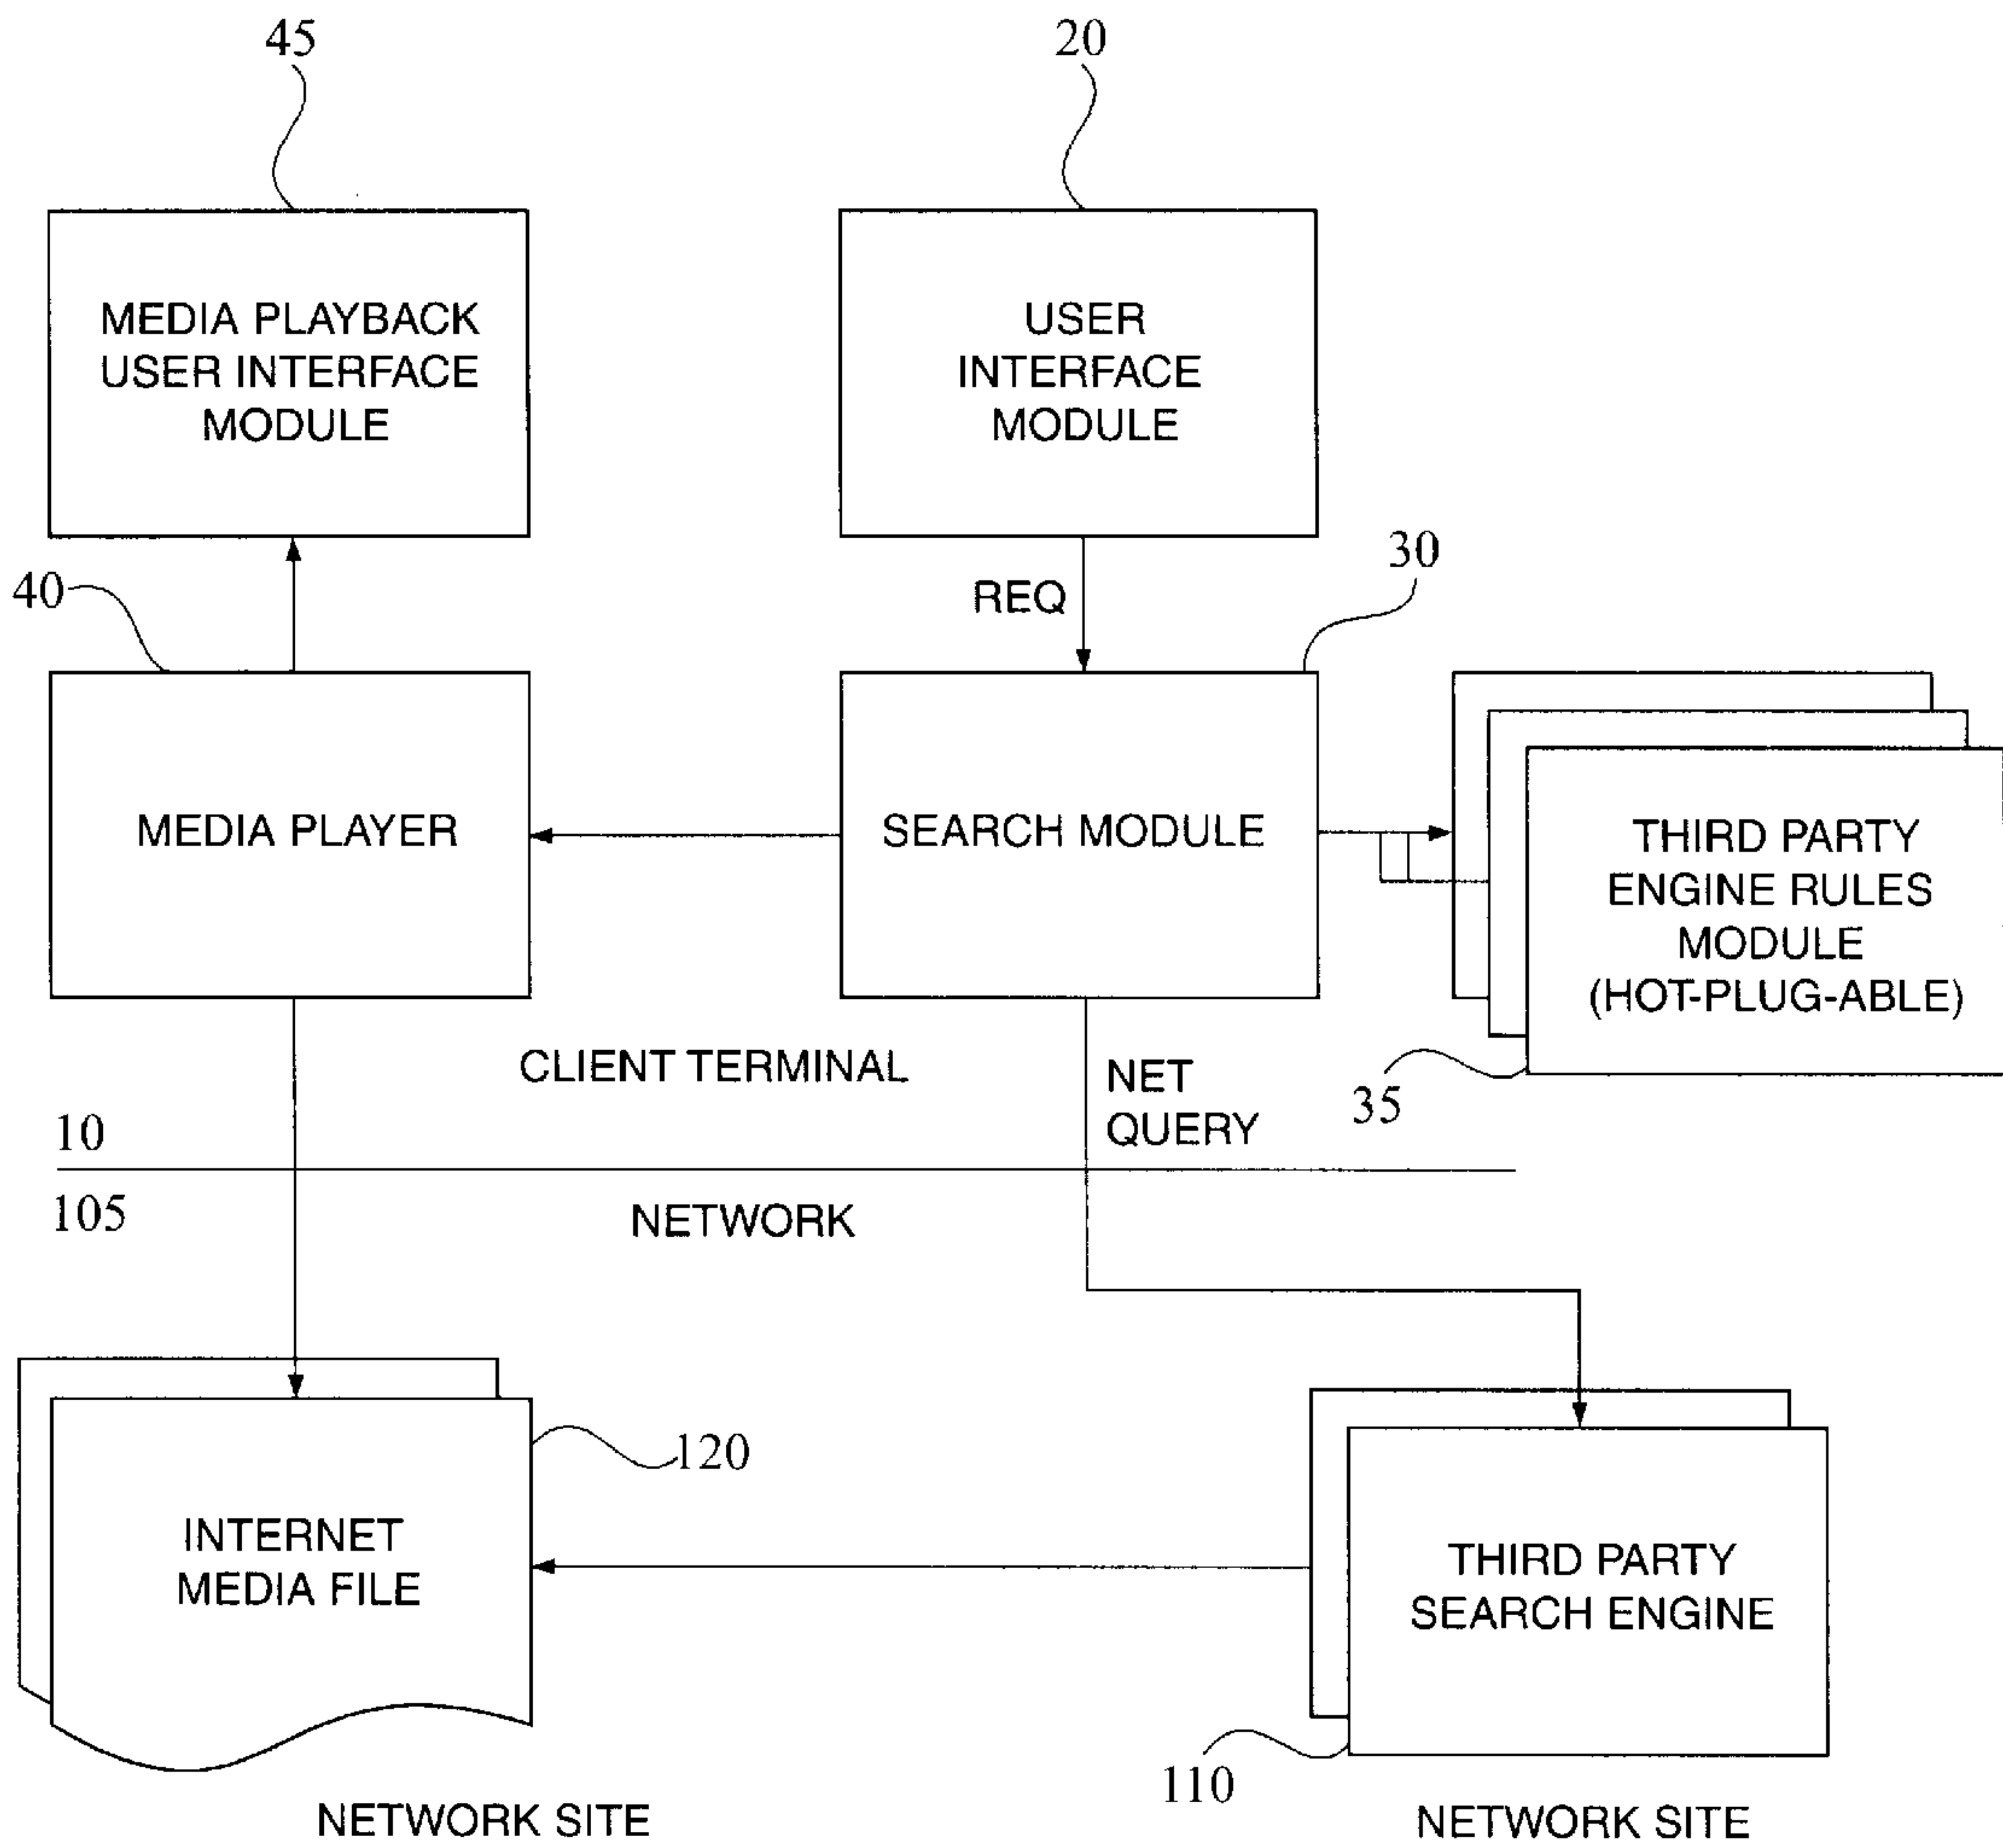 45
20
MEDIA PLAYBACK
USER INTERFACE
MODULE
USER
INTERFACE
MODULE
40
REQ
30
MEDIA PLAYER
SEARCH MODULE
THIRD PARTY
ENGINE RULES
MODULE
(HOT-PLUG-ABLE)
35
CLIENT TERMINAL
NET
QUERY
10
105
NETWORK
120
INTERNET
MEDIA FILE
THIRD PARTY
SEARCH ENGINE
110
NETWORK SITE
NETWORK SITE